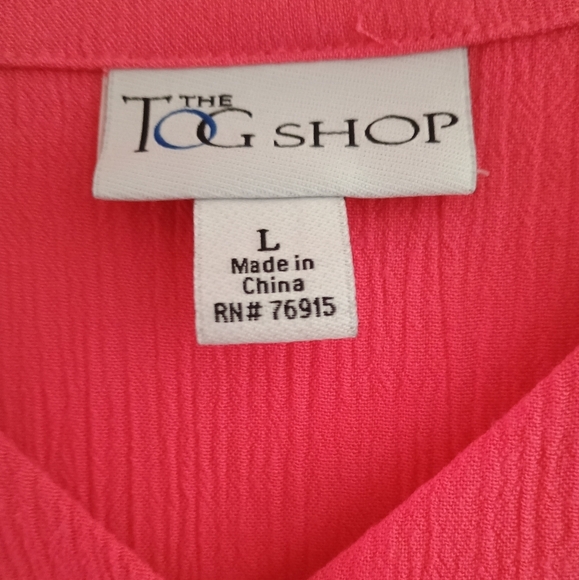 THE
TOG SHOP
L
Made in
China
RN# 76915